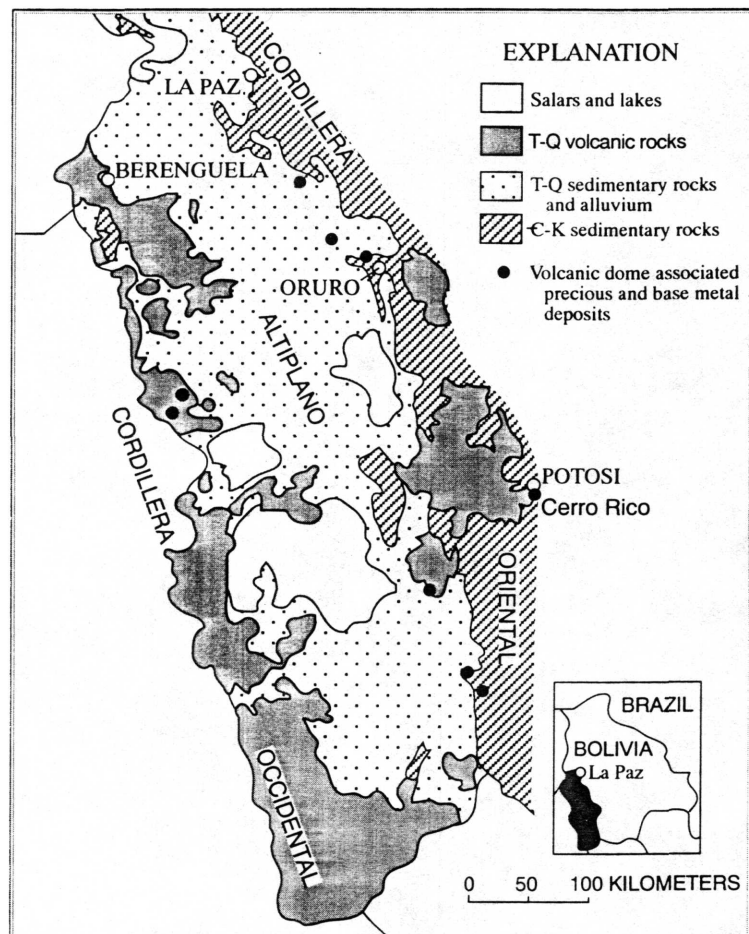 EXPLANATION
Salars and lakes
T-Q volcanic rocks
T-Q sedimentary rocks
and alluvium
Ꞓ-K sedimentary rocks
Volcanic dome associated
precious and base metal
deposits
CORDILLERA
LA PAZ
BERENGUELA
ORURO
ALTIPLANO
CORDILLERA
POTOSI
Cerro Rico
ORIENTAL
OCCIDENTAL
BRAZIL
BOLIVIA
La Paz
0 50 100 KILOMETERS